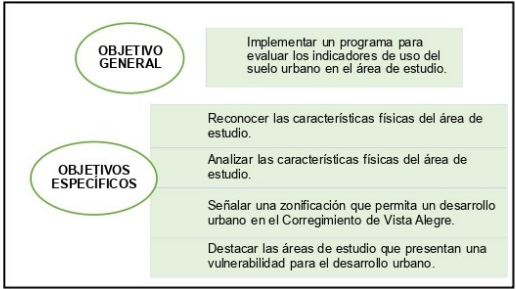 OBJETIVO
GENERAL
Implementar un programa para
evaluar los indicadores de uso del
suelo urbano en el área de estudio.
OBJETIVOS
ESPECÍFICOS
Reconocer las características físicas del área de
estudio.
Analizar las características físicas del área de
estudio.
Señalar una zonificación que permita un desarrollo
urbano en el Corregimiento de Vista Alegre.
Destacar las áreas de estudio que presentan una
vulnerabilidad para el desarrollo urbano.